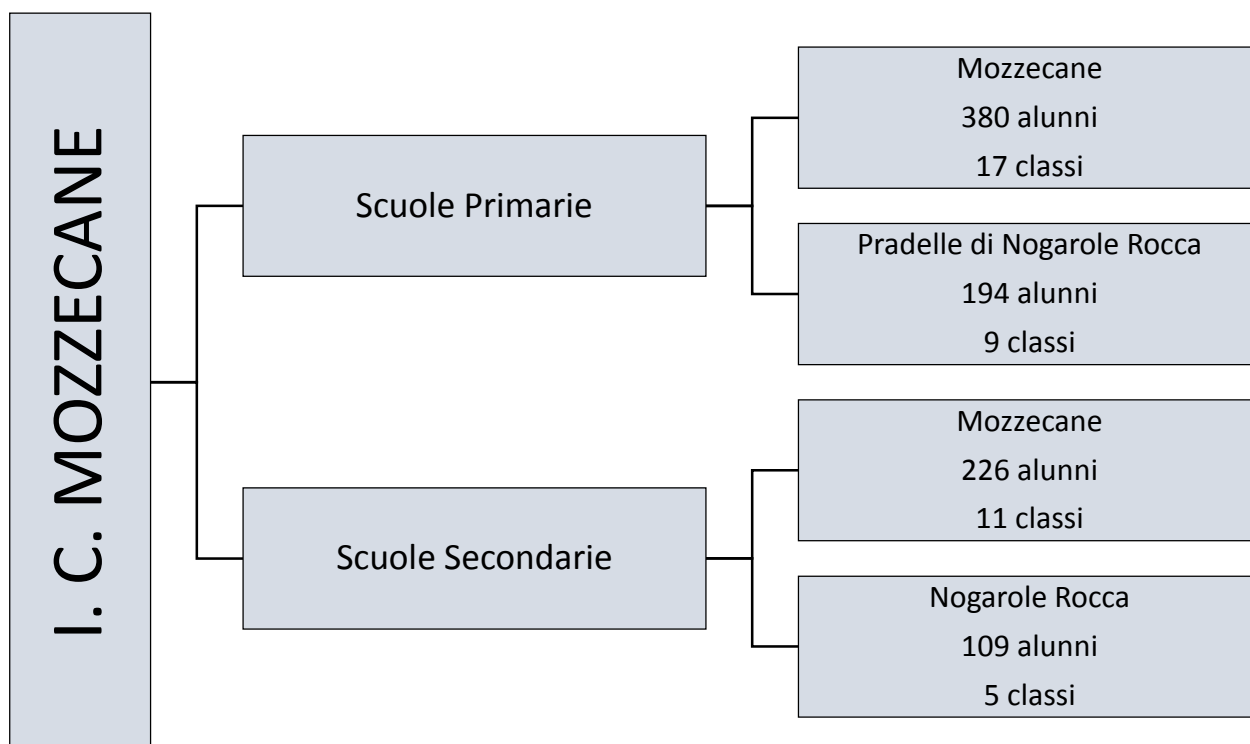 I. C. MOZZECANE
Scuole Primarie
Mozzecane
380 alunni
17 classi
Pradelle di Nogarole Rocca
194 alunni
9 classi
Scuole Secondarie
Mozzecane
226 alunni
11 classi
Nogarole Rocca
109 alunni
5 classi